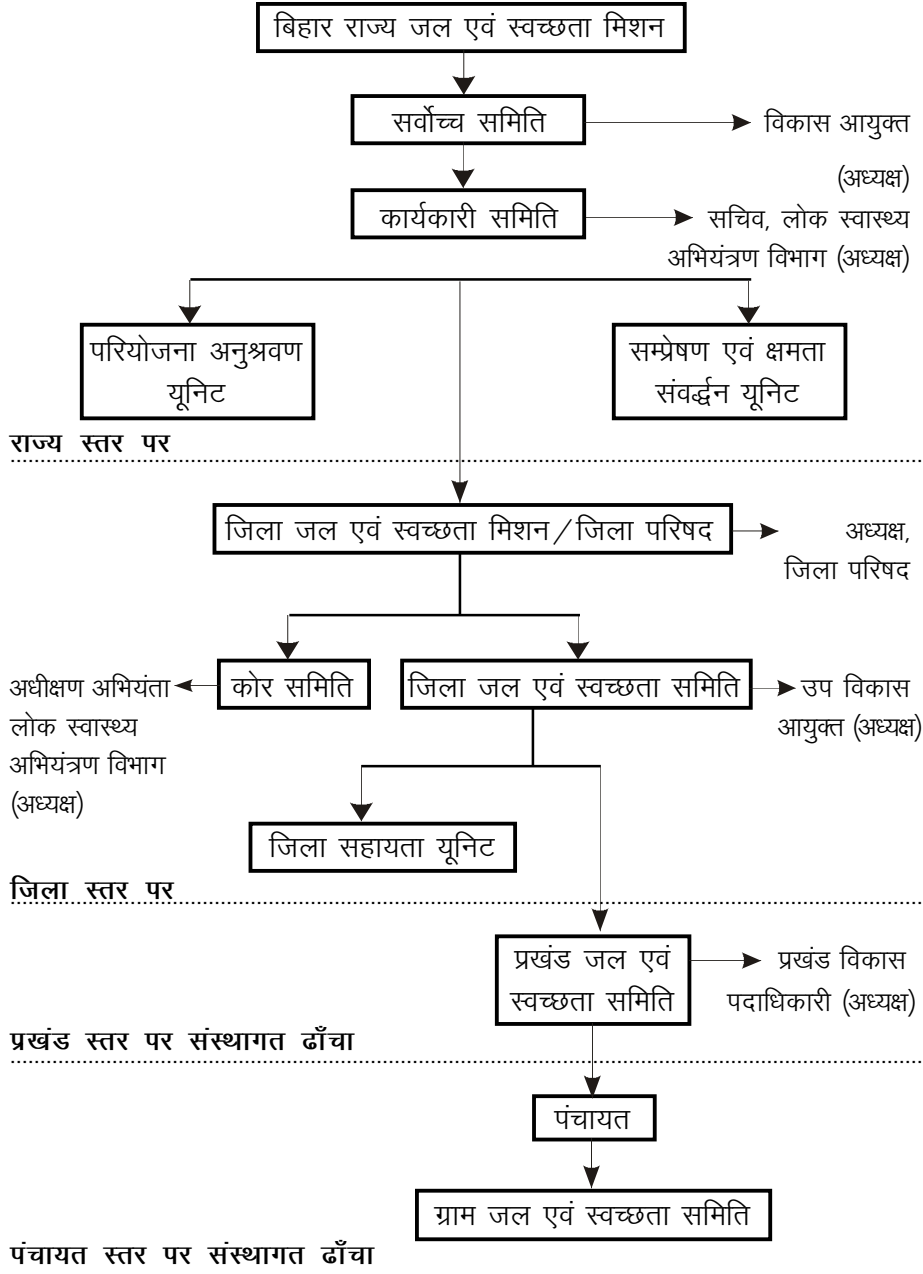 बिहार राज्य जल एवं स्वच्छता मिशन
सर्वोच्च समिति
विकास आयुक्त
(अध्यक्ष)
कार्यकारी समिति
सचिव, लोक स्वास्थ्य
अभियंत्रण विभाग (अध्यक्ष)
परियोजना अनुश्रवण
यूनिट
सम्प्रेषण एवं क्षमता
संवर्द्धन यूनिट
राज्य स्तर पर
जिला जल एवं स्वच्छता मिशन/जिला परिषद
अध्यक्ष,
जिला परिषद
अधीक्षण अभियंता
लोक स्वास्थ्य
अभियंत्रण विभाग
(अध्यक्ष)
कोर समिति
जिला जल एवं स्वच्छता समिति
उप विकास
आयुक्त (अध्यक्ष)
जिला सहायता यूनिट
जिला स्तर पर
प्रखंड जल एवं
स्वच्छता समिति
प्रखंड विकास
पदाधिकारी (अध्यक्ष)
प्रखंड स्तर पर संस्थागत ढाँचा
पंचायत
ग्राम जल एवं स्वच्छता समिति
पंचायत स्तर पर संस्थागत ढाँचा